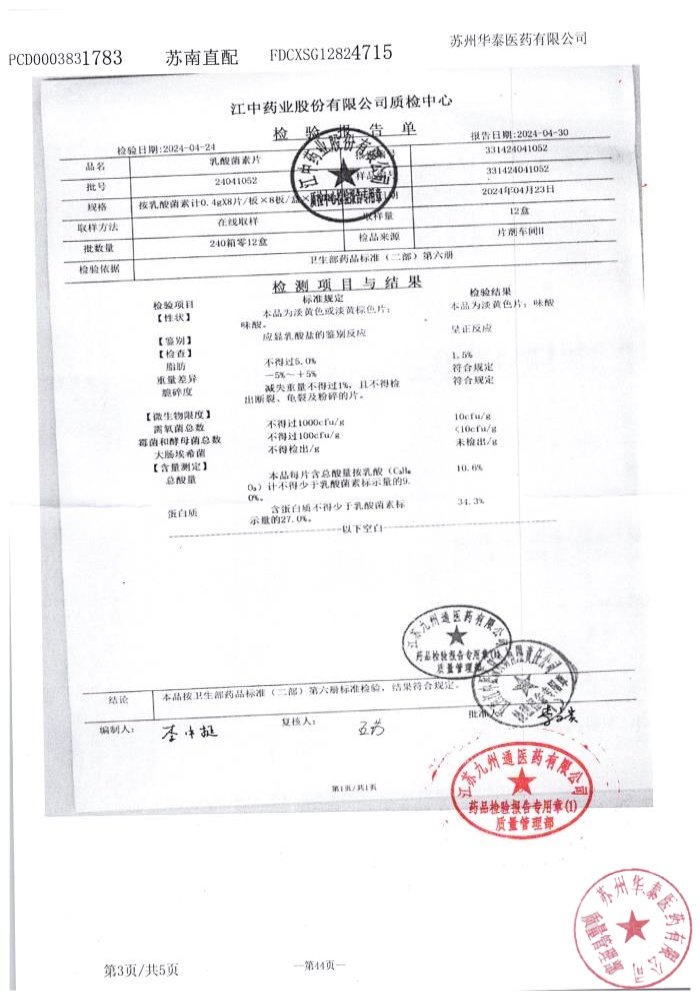 苏州华泰医药有限公司
PCD0003831783 苏南直配 FDCXSG12824715
江中药业股份有限公司质检中心
检 验 报 告 单
检验日期:2024-04-24 报告日期:2024-04-30
品名 乳酸菌素片 331424041052
批号 24041052 331424041052
规格 按乳酸菌素计0.4gX8片/板×8板/盒 2024年04月23日
取样方法 在线取样 取样量 12盒
批数量 240箱零12盒 检品来源 片剂车间II
检验依据 卫生部药品标准(二部)第六册
江中药业股份有限公司
质检中心检验报告专用章
检 测 项 目 与 结 果
检验项目 标准规定 检验结果
【性状】 本品为淡黄色或淡黄棕色片; 本品为淡黄色片;味酸
味酸。
【鉴别】 应显乳酸盐的鉴别反应 呈正反应
【检查】
脂肪 不得过5.0% 1.5%
重量差异 -5%~+5% 符合规定
脆碎度 减失重量不得过1%,且不得检 符合规定
出断裂、龟裂及粉碎的片。
【微生物限度】
需氧菌总数 不得过1000cfu/g 10cfu/g
霉菌和酵母菌总数 不得过100cfu/g <10cfu/g
大肠埃希菌 不得检出/g 未检出/g
【含量测定】
总酸量 本品每片含总酸量按乳酸(C₃H₆ 10.6%
O₃)计不得少于乳酸菌素标示量的9.
0%。
蛋白质 含蛋白质不得少于乳酸菌素标 34.3%
示量的27.0%。
以下空白
江苏九州通医药有限公司
药品检验报告专用章(1)
质量管理部
结论 本品按卫生部药品标准(二部)第六册标准检验,结果符合规定。
编制人: 复核人: 批准人
第1页/共1页
江苏九州通医药有限公司
药品检验报告专用章(1)
质量管理部
苏州华泰医药有限公司
质量管理部
第3页/共5页 —第44页—